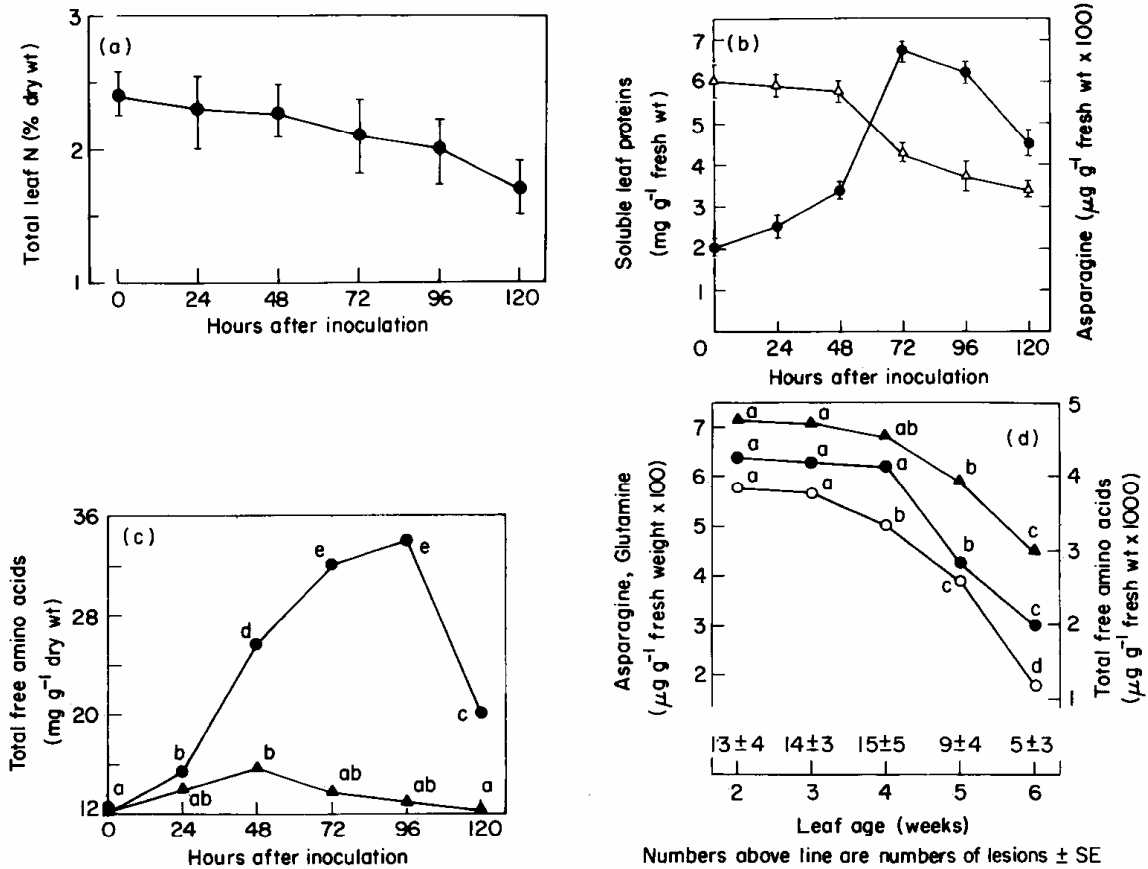 (a)
Total leaf N (% dry wt)
3
2
1
0 24 48 72 96 120
Hours after inoculation
(b)
Soluble leaf proteins
(mg g⁻¹ fresh wt)
7
6
5
4
3
2
1
0 24 48 72 96 120
Hours after inoculation
Asparagine (μg g⁻¹ fresh wt x 100)
(c)
Total free amino acids
(mg g⁻¹ dry wt)
36
28
20
12
a b d e e c
ab b ab ab a
0 24 48 72 96 120
Hours after inoculation
(d)
Asparagine, Glutamine
(μg g⁻¹ fresh weight x 100)
7
6
5
4
3
2
a a ab b c
a a a b c
a a b c d
5
4
3
2
1
Total free amino acids
(μg g⁻¹ fresh wt x 1000)
13±4 14±3 15±5 9±4 5±3
2 3 4 5 6
Leaf age (weeks)
Numbers above line are numbers of lesions ± SE